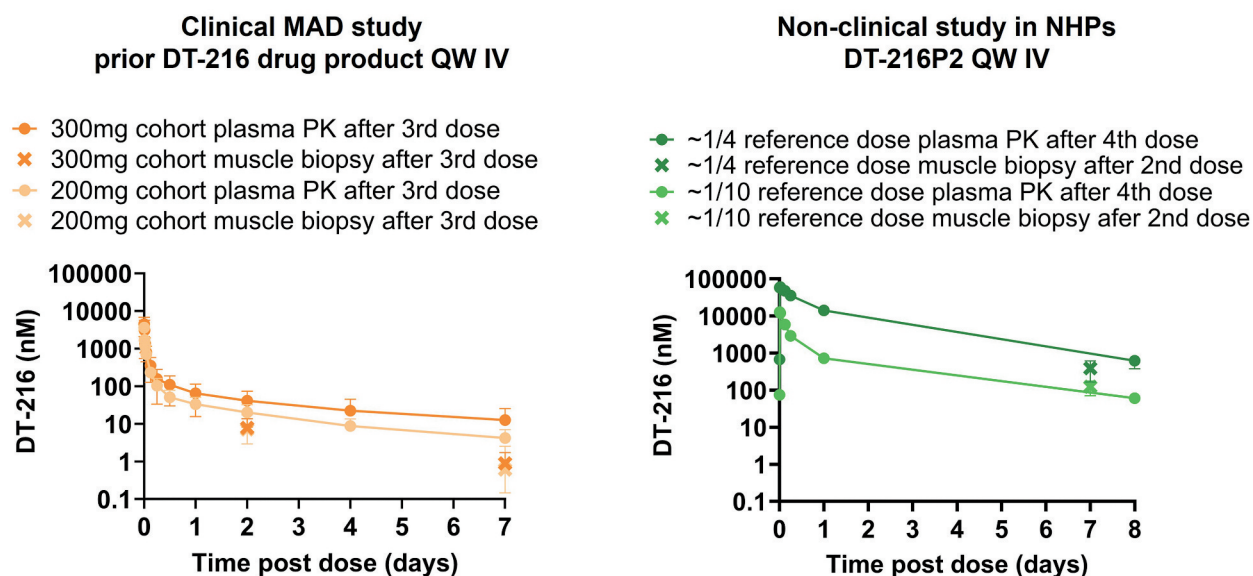 Clinical MAD study
prior DT-216 drug product QW IV
300mg cohort plasma PK after 3rd dose
300mg cohort muscle biopsy after 3rd dose
200mg cohort plasma PK after 3rd dose
200mg cohort muscle biopsy after 3rd dose
100000
10000
1000
100
10
1
0.1
DT-216 (nM)
0 1 2 3 4 5 6 7
Time post dose (days)
Non-clinical study in NHPs
DT-216P2 QW IV
~1/4 reference dose plasma PK after 4th dose
~1/4 reference dose muscle biopsy after 2nd dose
~1/10 reference dose plasma PK after 4th dose
~1/10 reference dose muscle biopsy afer 2nd dose
100000
10000
1000
100
10
1
0.1
DT-216 (nM)
0 1 2 3 4 5 6 7 8
Time post dose (days)